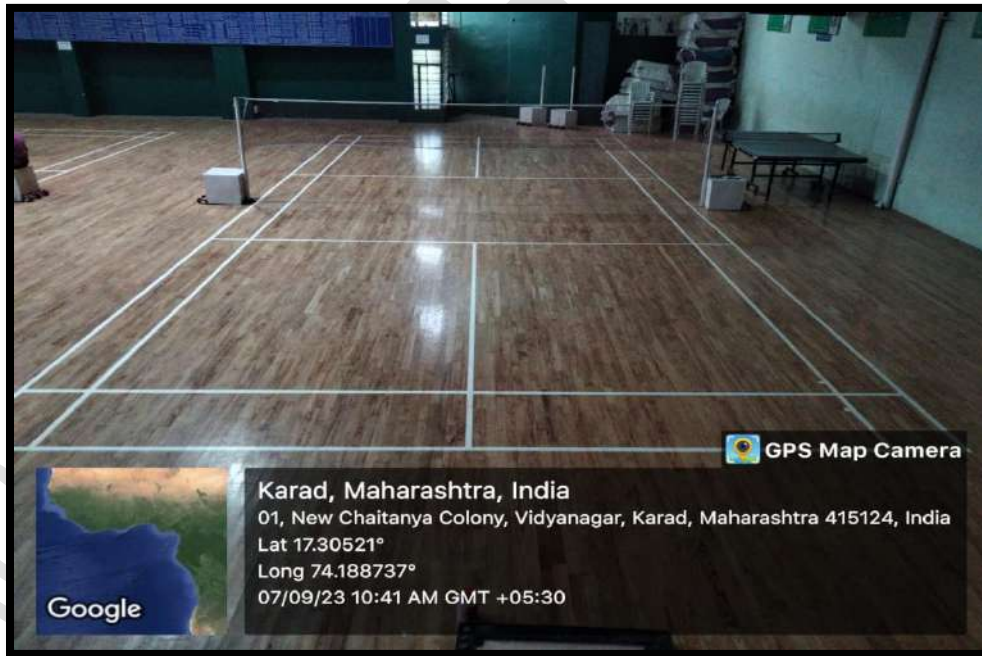 GPS Map Camera
Karad, Maharashtra, India
01, New Chaitanya Colony, Vidyanagar, Karad, Maharashtra 415124, India
Lat 17.30521°
Long 74.188737°
07/09/23 10:41 AM GMT +05:30
Google